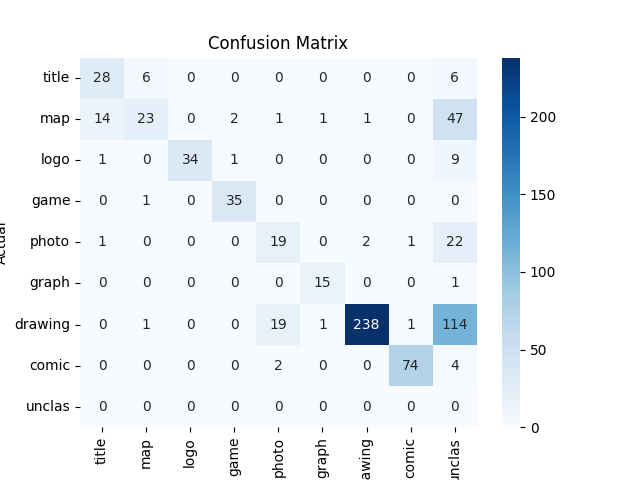 Confusion Matrix
title 28 6 0 0 0 0 0 0 6
map 14 23 0 2 1 1 1 0 47
logo 1 0 34 1 0 0 0 0 9
game 0 1 0 35 0 0 0 0 0
photo 1 0 0 0 19 0 2 1 22
graph 0 0 0 0 0 15 0 0 1
drawing 0 1 0 0 19 1 238 1 114
comic 0 0 0 0 2 0 0 74 4
unclas 0 0 0 0 0 0 0 0 0
title map logo game photo graph awing comic unclas
Actual
200
150
100
50
0